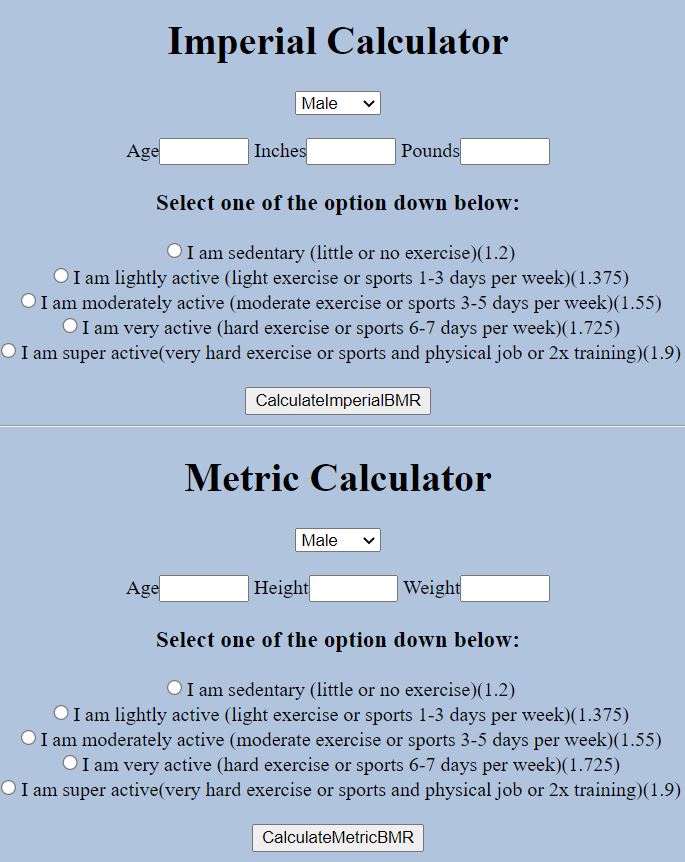 Imperial Calculator
Male
Age Inches Pounds
Select one of the option down below:
I am sedentary (little or no exercise)(1.2)
I am lightly active (light exercise or sports 1-3 days per week)(1.375)
I am moderately active (moderate exercise or sports 3-5 days per week)(1.55)
I am very active (hard exercise or sports 6-7 days per week)(1.725)
I am super active(very hard exercise or sports and physical job or 2x training)(1.9)
CalculateImperialBMR
Metric Calculator
Male
Age Height Weight
Select one of the option down below:
I am sedentary (little or no exercise)(1.2)
I am lightly active (light exercise or sports 1-3 days per week)(1.375)
I am moderately active (moderate exercise or sports 3-5 days per week)(1.55)
I am very active (hard exercise or sports 6-7 days per week)(1.725)
I am super active(very hard exercise or sports and physical job or 2x training)(1.9)
CalculateMetricBMR